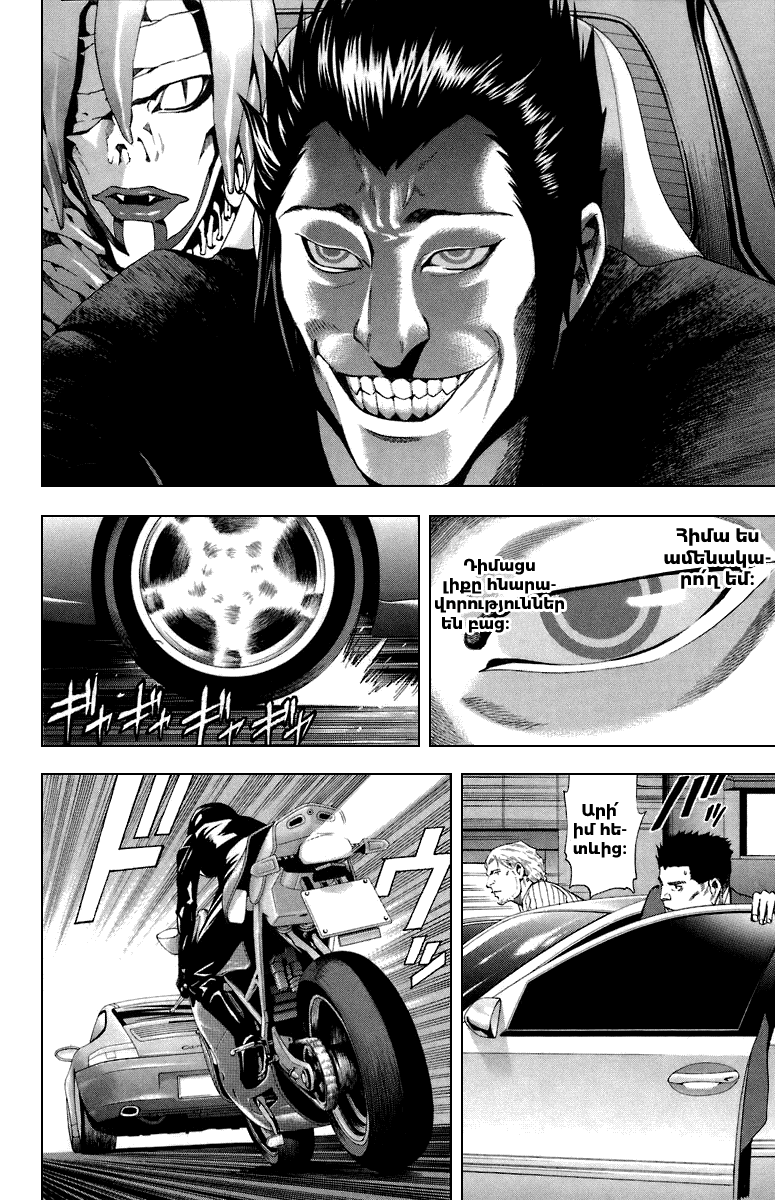 Հիմա ես
ամենակա-
րո՛ղ եմ։
Դիմացս
լիքը հնարա-
վորություններ
են բաց։
ギャギャギャギャ
Արի՛
իմ հե-
տևից։
ドウッ